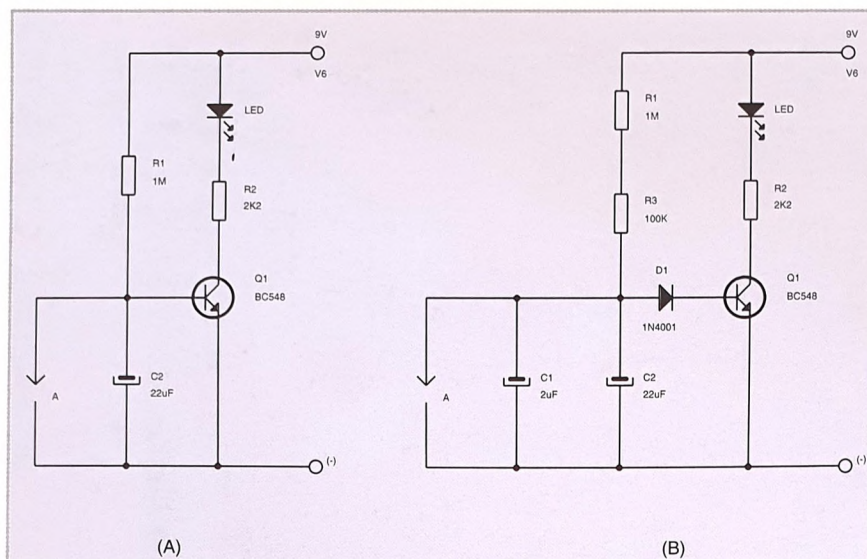 9V
V6
LED
R1
1M
R2
2K2
Q1
BC548
A
C2
22uF
(-)
(A)
9V
V6
R1
1M
LED
R3
100K
R2
2K2
D1
1N4001
Q1
BC548
A
C1
2uF
C2
22uF
(-)
(B)